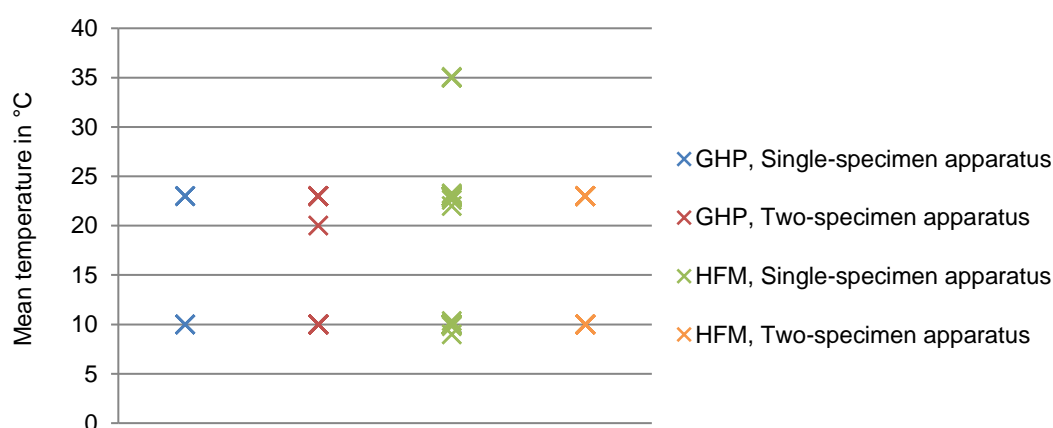 40
35
30
25
20
15
10
5
0
Mean temperature in °C
GHP, Single-specimen apparatus
GHP, Two-specimen apparatus
HFM, Single-specimen apparatus
HFM, Two-specimen apparatus